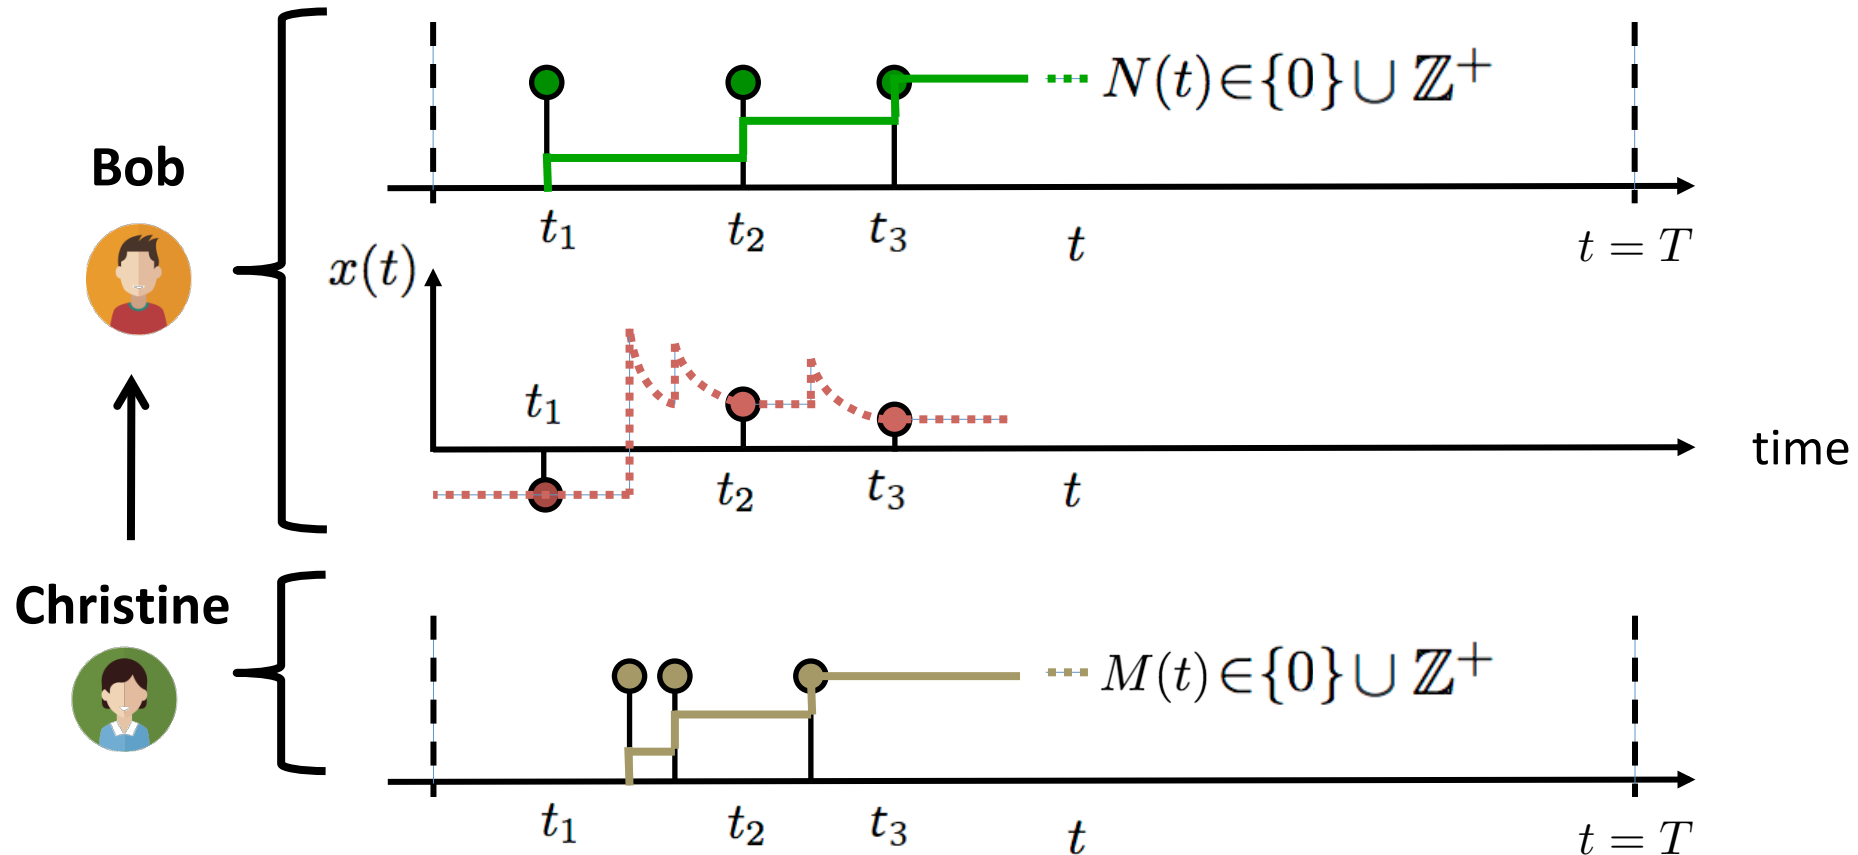 N(t)∈{0}∪ℤ⁺
Bob
t₁ t₂ t₃ t t = T
x(t)
t₁
time
t₂ t₃ t
Christine
M(t)∈{0}∪ℤ⁺
t₁ t₂ t₃ t t = T